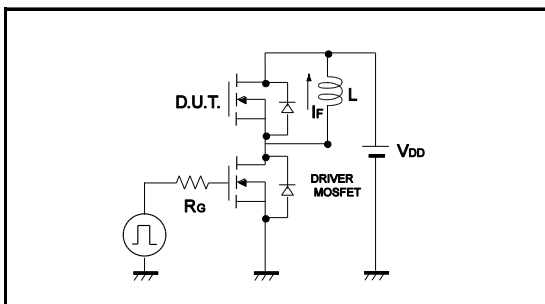 D.U.T.
IF
L
VDD
DRIVER
MOSFET
RG